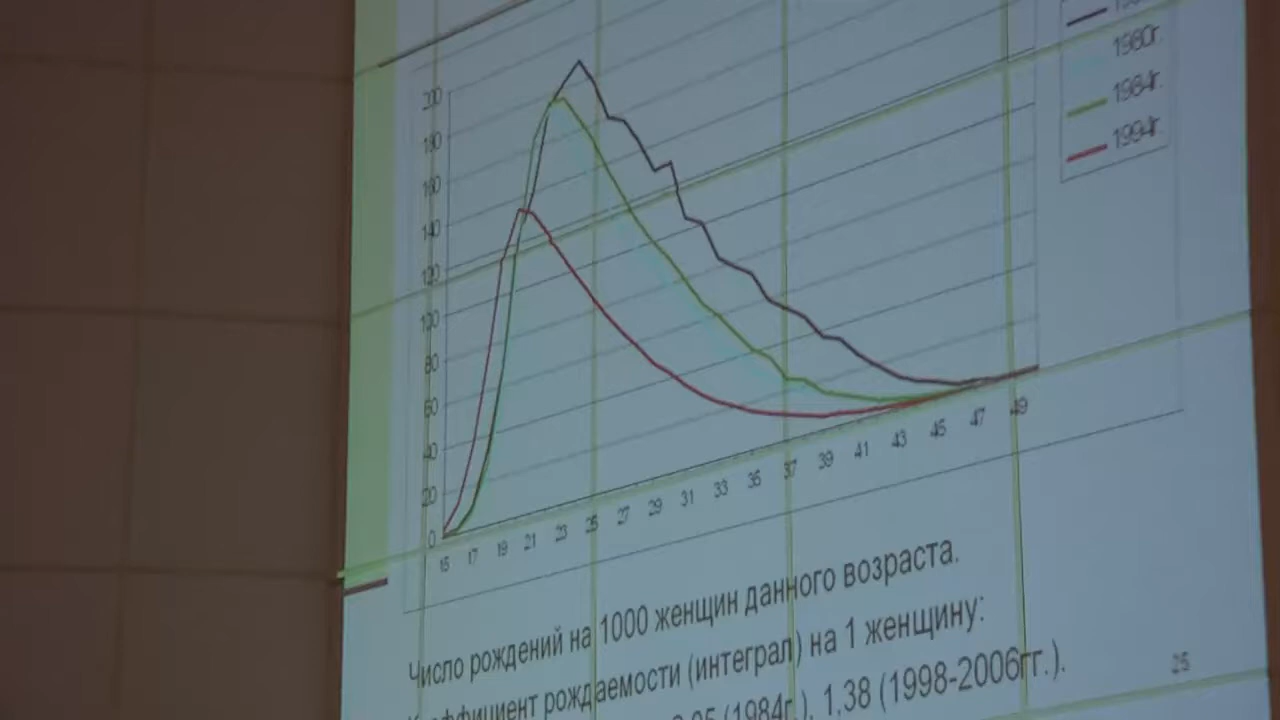 1980г.
1984г.
1994г.
200
180
160
140
120
100
80
60
40
20
0
15 17 19 21 23 25 27 29 31 33 35 37 39 41 43 45 47 49
Число рождений на 1000 женщин данного возраста.
рождаемости (интеграл) на 1 женщину:
(1984г.), 1,38 (1998-2006гг.).
25